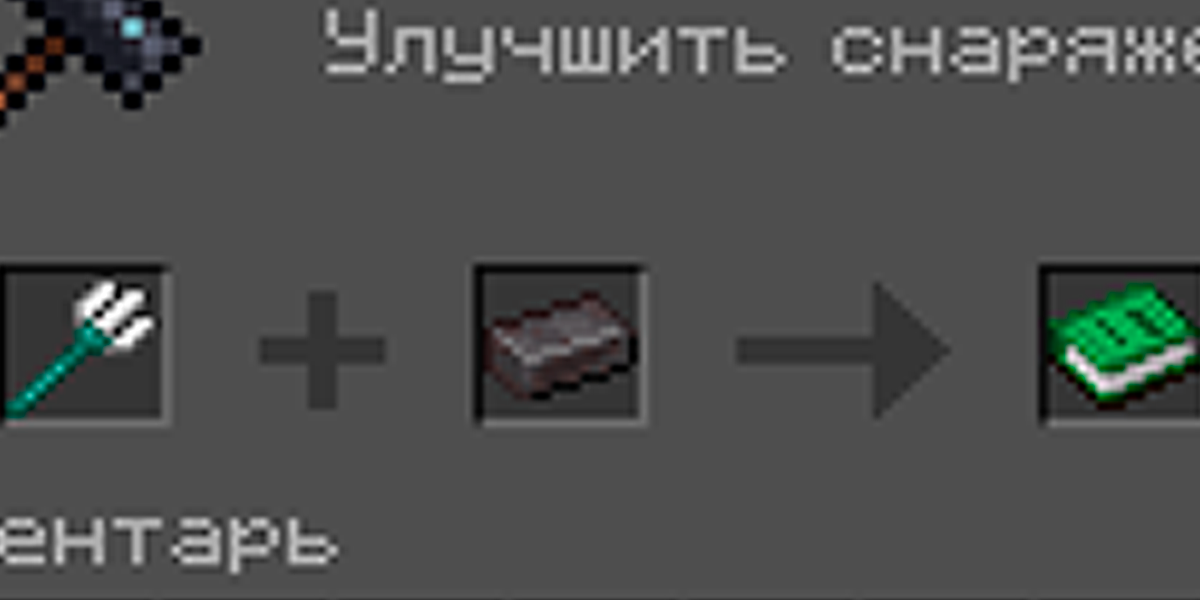 Улучшить снаряже
ентарь